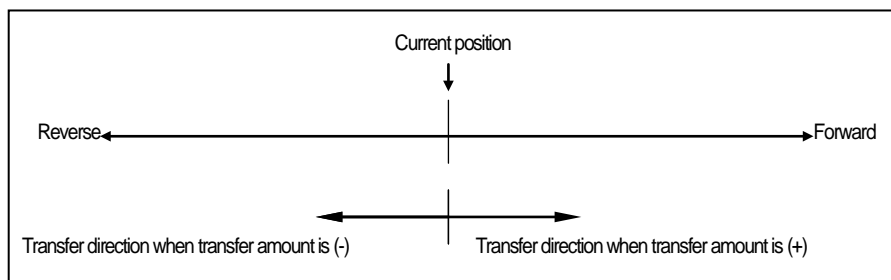 Current position
Reverse
Forward
Transfer direction when transfer amount is (-)
Transfer direction when transfer amount is (+)